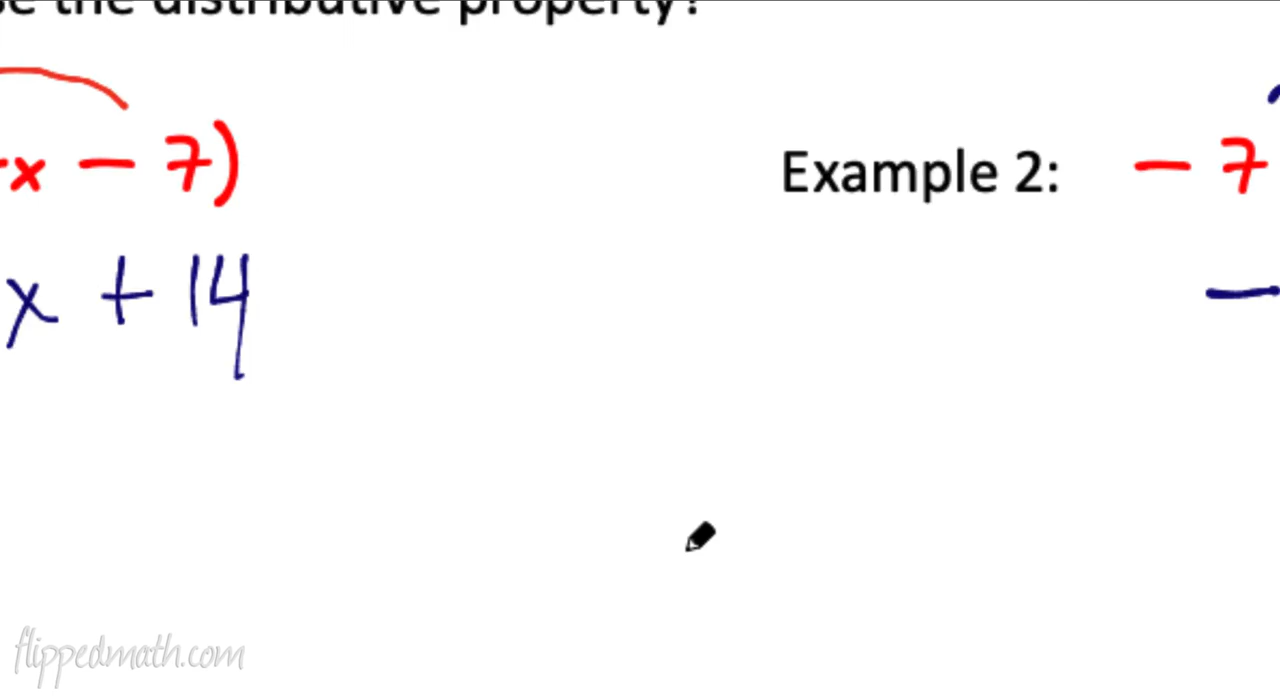 the distributive property?
x − 7)
Example 2: − 7
x + 14
−
flippedmath.com